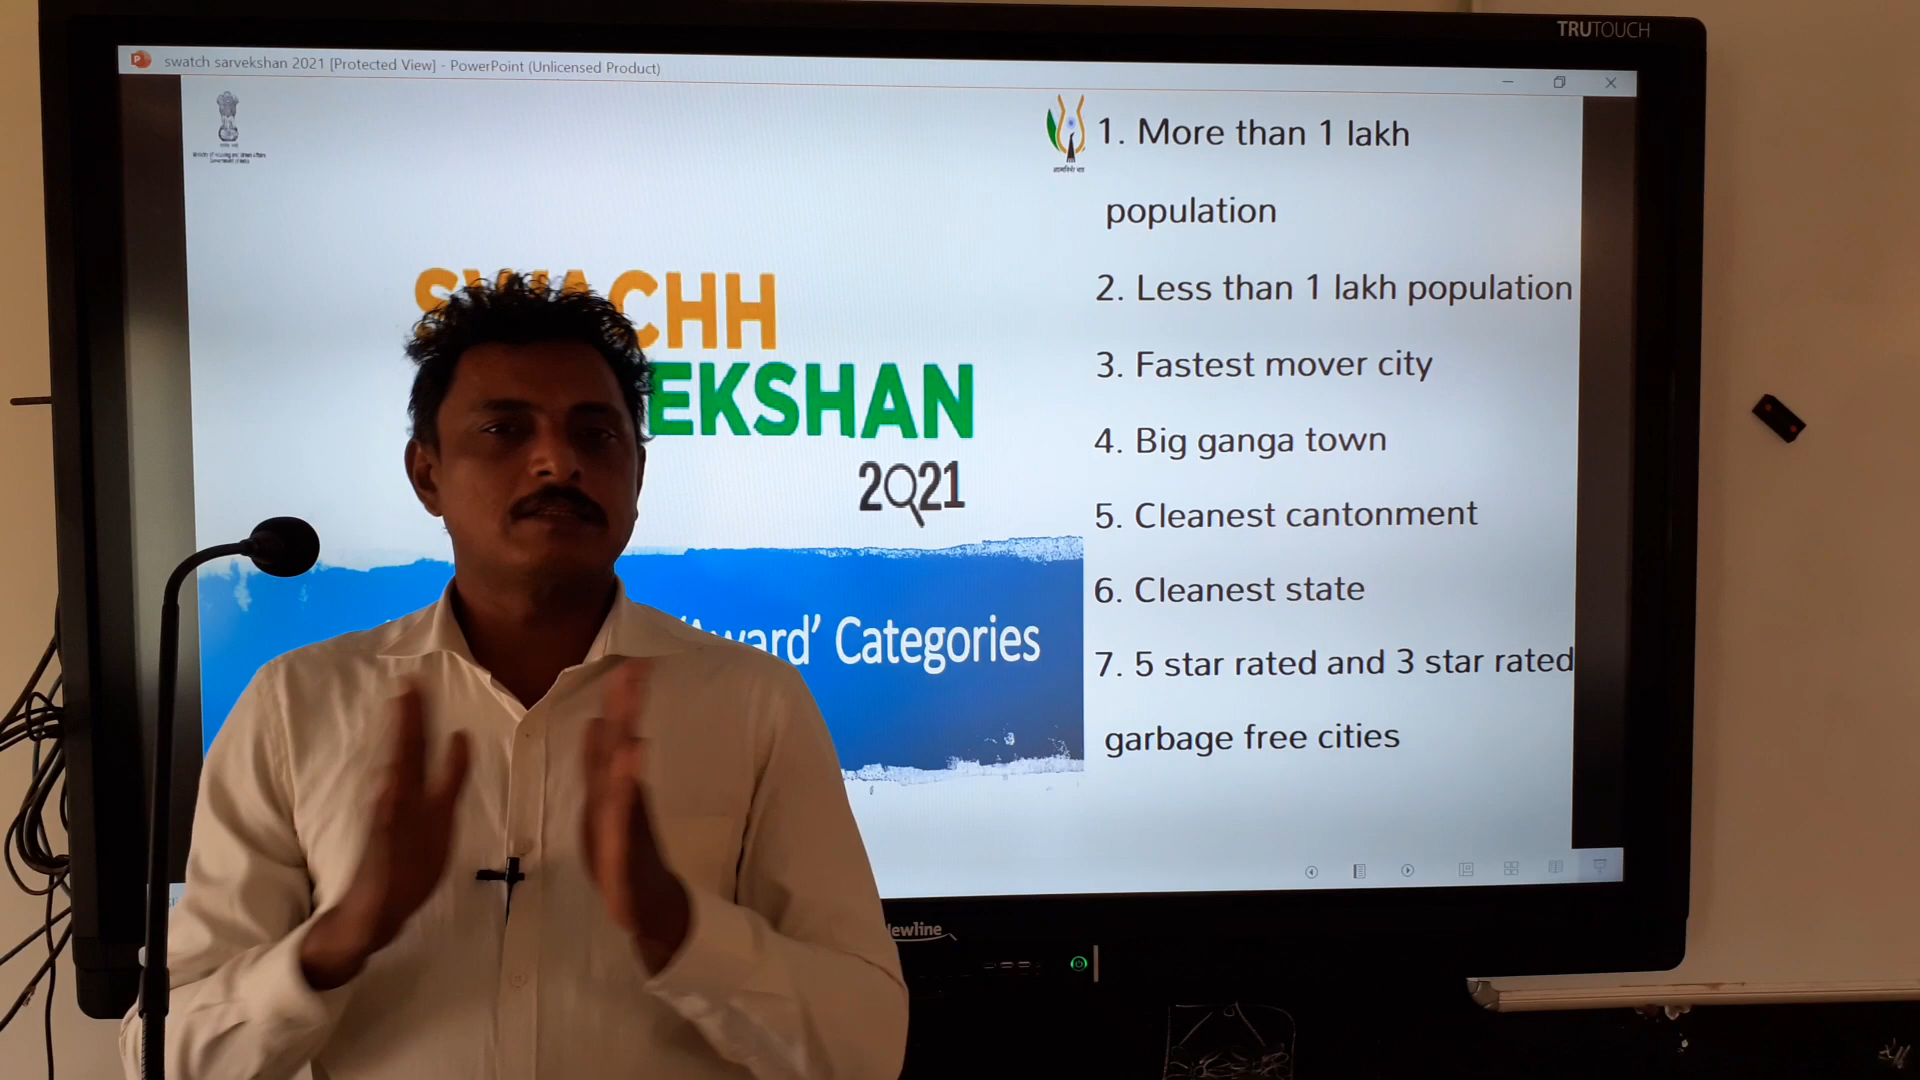 TRUTOUCH
swatch sarvekshan 2021 [Protected View] - PowerPoint (Unlicensed Product)
1. More than 1 lakh
population
2. Less than 1 lakh population
3. Fastest mover city
4. Big ganga town
5. Cleanest cantonment
6. Cleanest state
7. 5 star rated and 3 star rated
garbage free cities
SWACHH
EKSHAN
2021
Categories